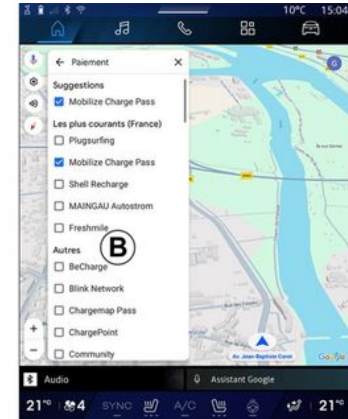 10°C 15:04
← Paiement ×
G
Suggestions
Mobilize Charge Pass
Les plus courants (France)
Plugsurfing
Mobilize Charge Pass
Shell Recharge
MAINGAU Autostrom
Freshmile
B
Autres
BeCharge
Blink Network
Chargemap Pass
ChargePoint
Community
+
−
Av. Jean Baptiste Corot
Google
Audio
Assistant Google
21°C 4 SYNC A/C 21°C